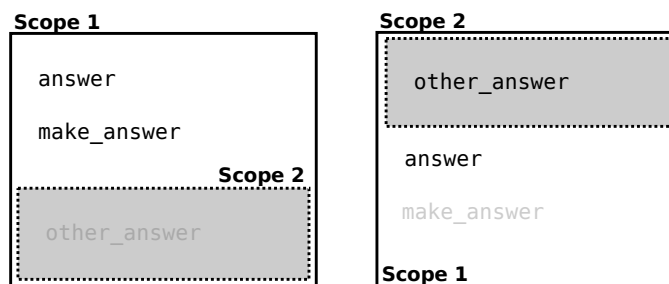 Scope 1
answer
make_answer
Scope 2
other_answer
Scope 2
other_answer
answer
make_answer
Scope 1